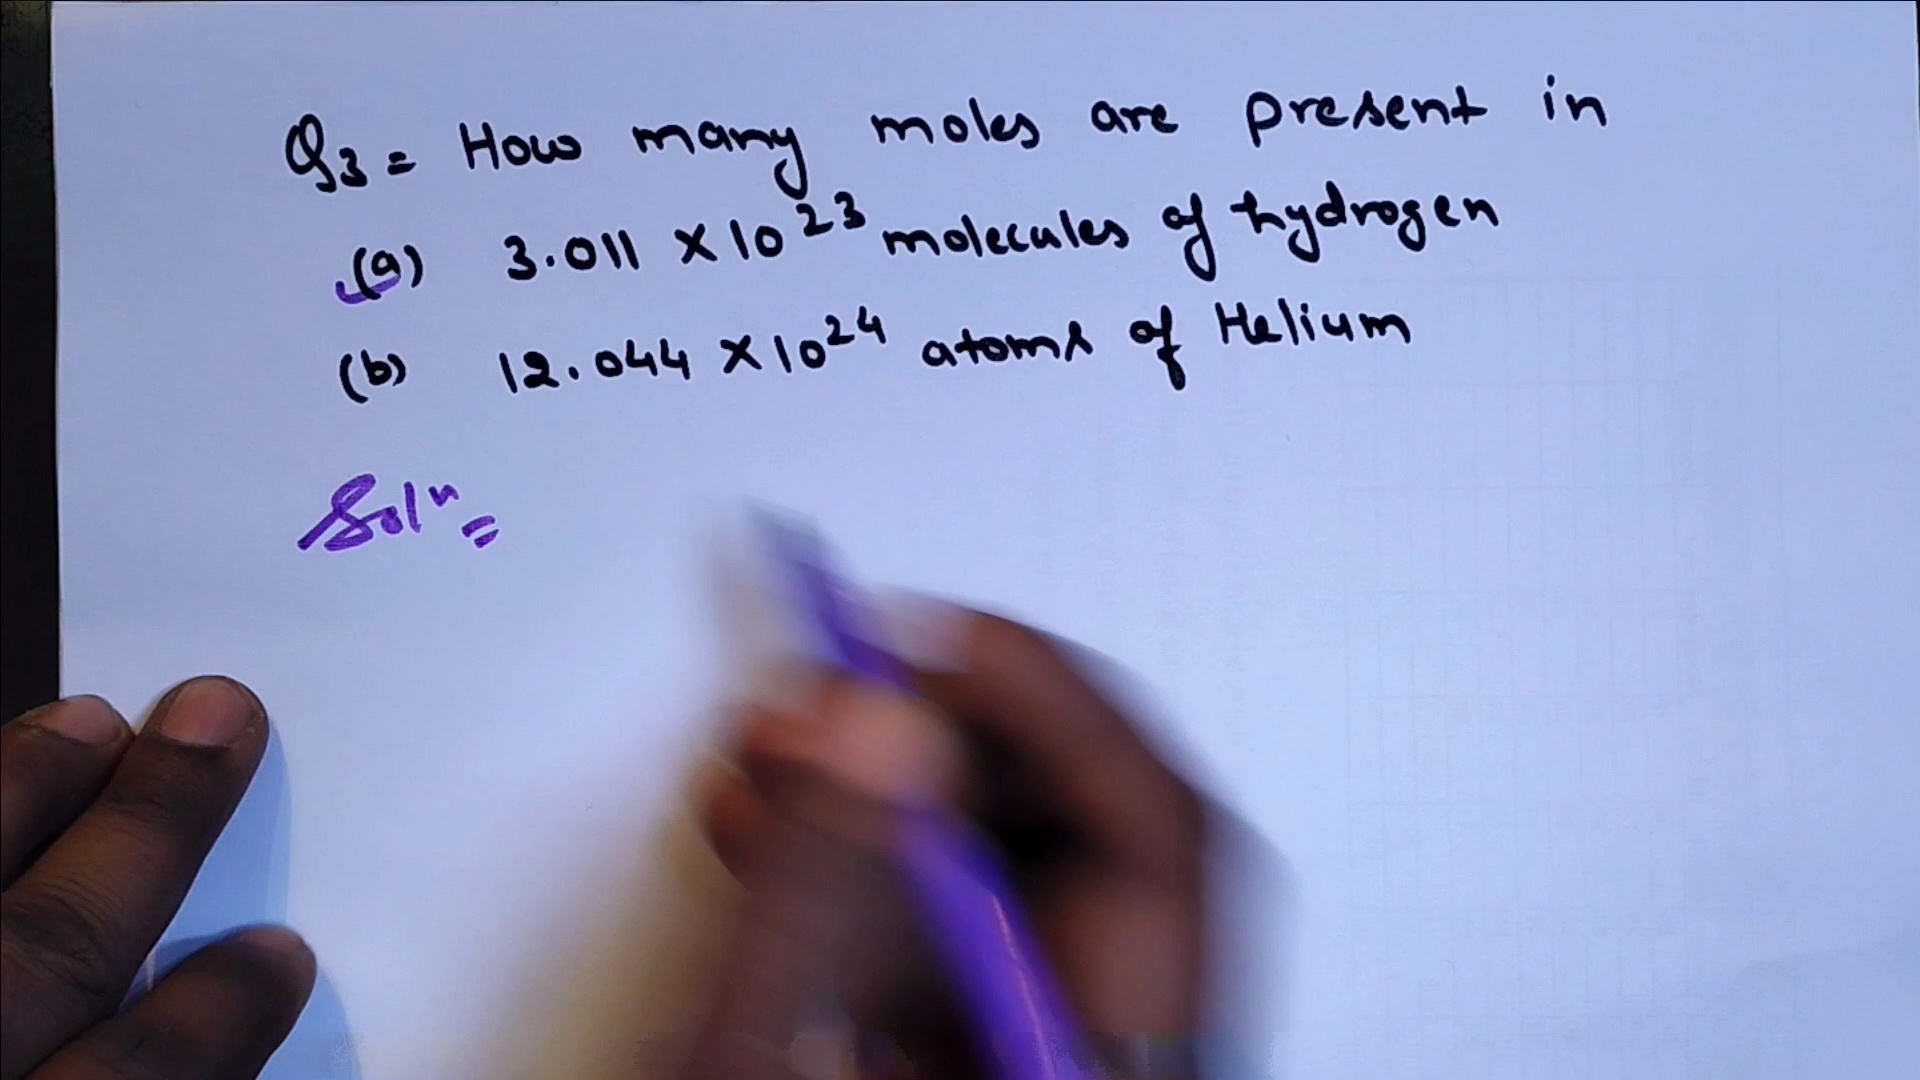 Q3= How many moles are present in
(a) 3.011 × 10²³ molecules of hydrogen
(b) 12.044 × 10²⁴ atoms of Helium
Solⁿ=